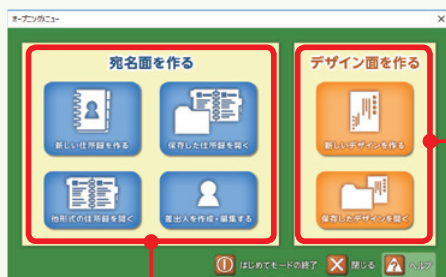 オープニングメニュー
宛名面を作る
新しい住所録を作る
保存した住所録を開く
他形式の住所録を開く
差出人を作成・編集する
デザイン面を作る
新しいデザインを作る
保存したデザインを開く
はじめてモードの終了
閉じる
ヘルプ